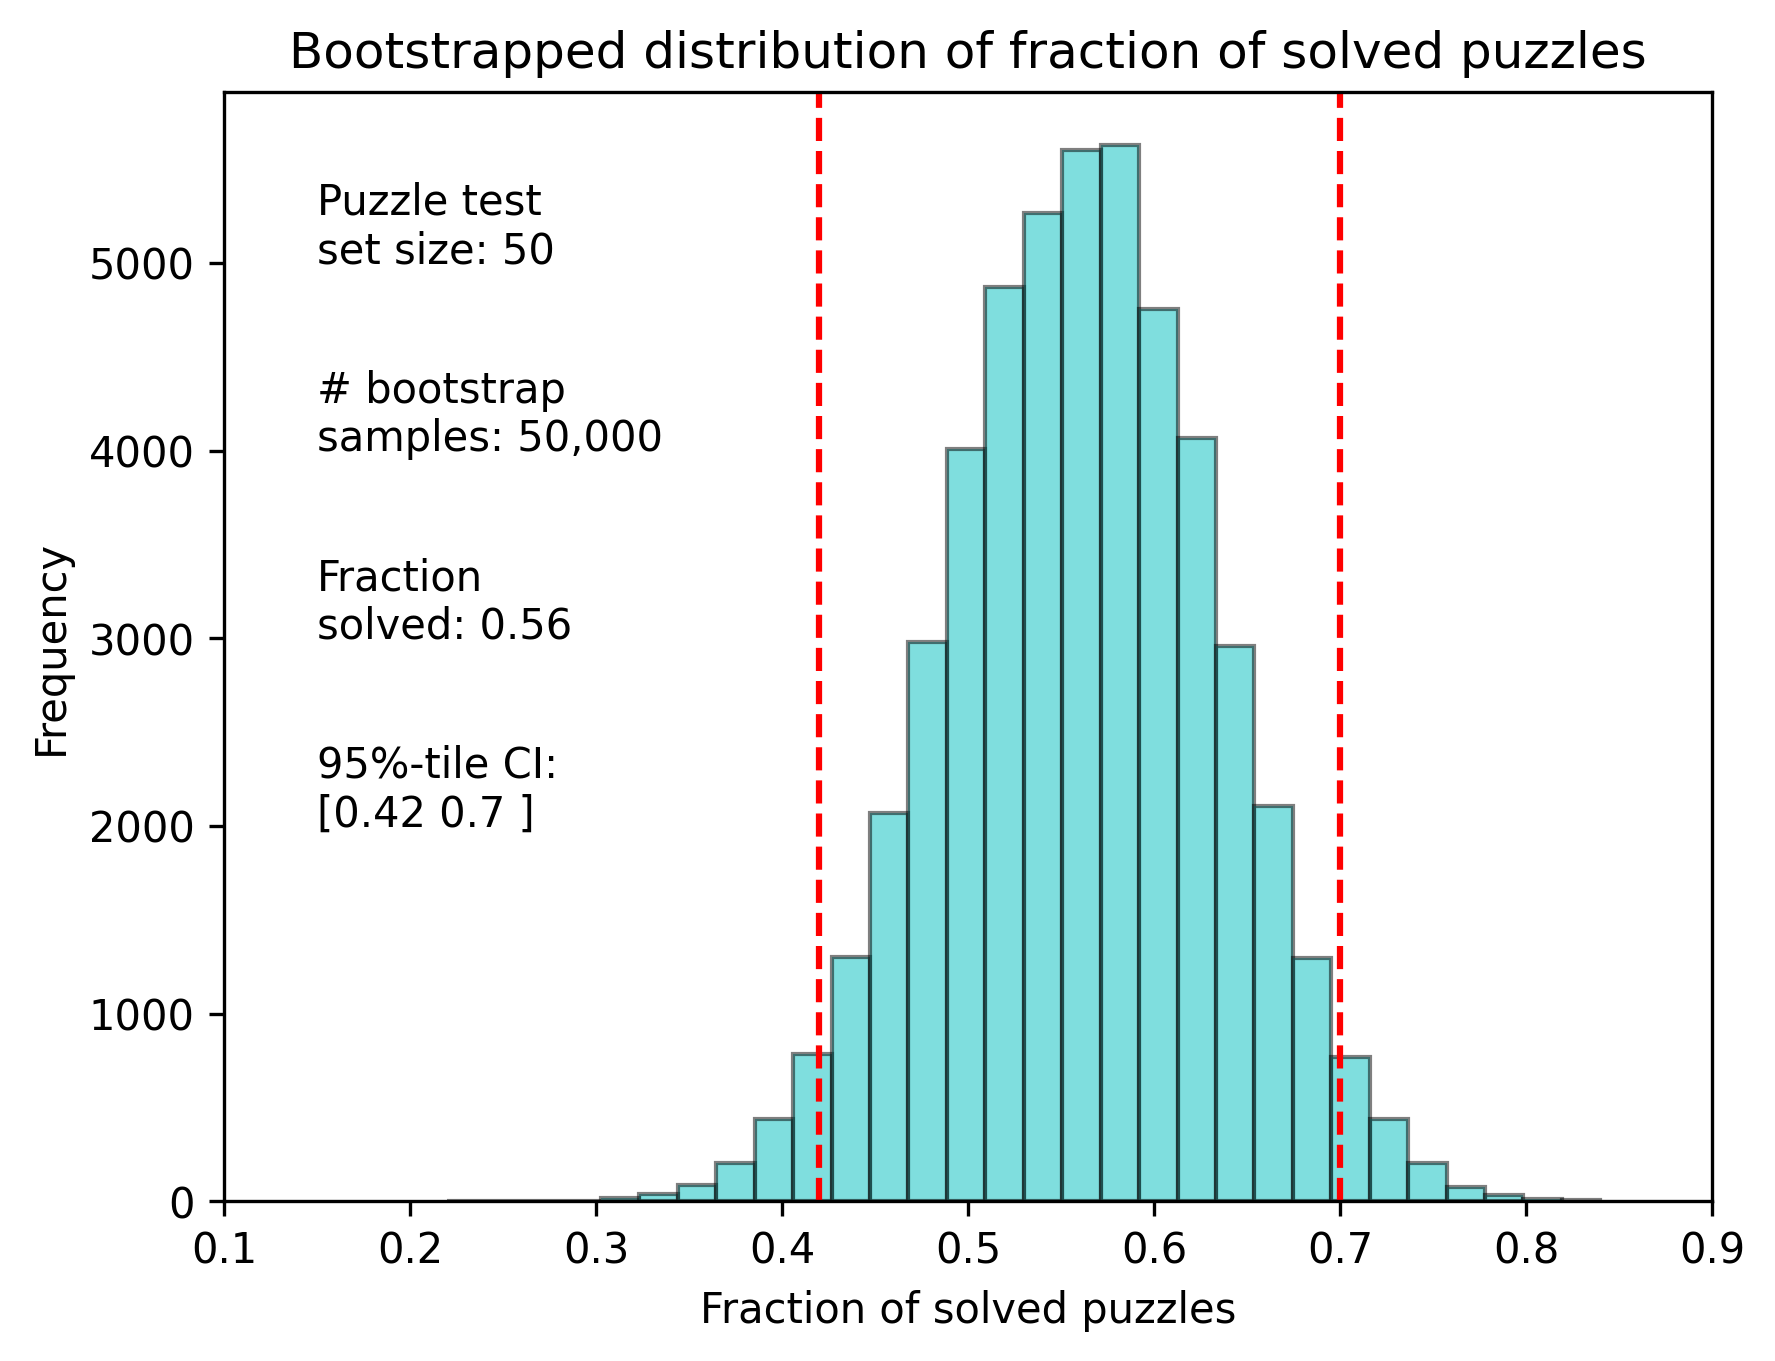 Bootstrapped distribution of fraction of solved puzzles
Puzzle test
set size: 50
# bootstrap
samples: 50,000
Fraction
solved: 0.56
95%-tile CI:
[0.42 0.7 ]
Frequency
5000
4000
3000
2000
1000
0
0.1 0.2 0.3 0.4 0.5 0.6 0.7 0.8 0.9
Fraction of solved puzzles